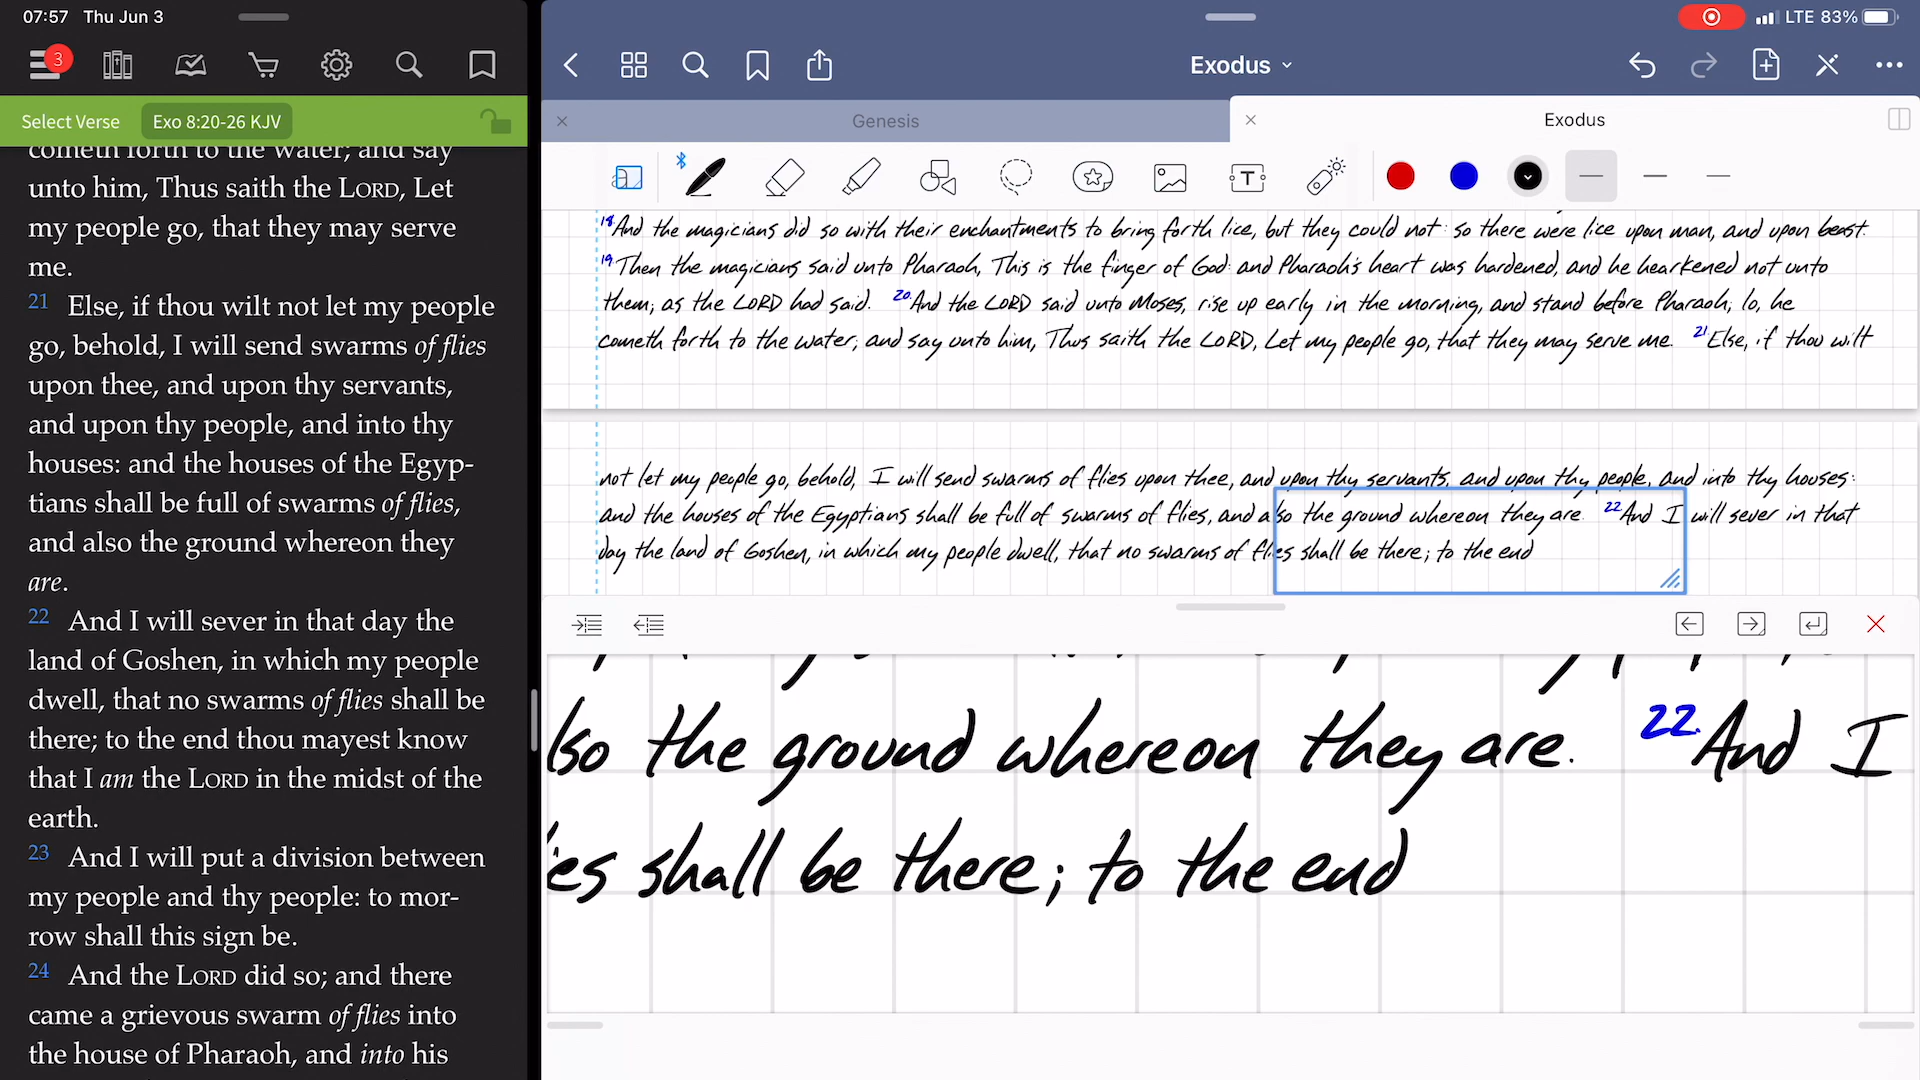 07:57 Thu Jun 3
3
Select Verse Exo 8:20-26 KJV
cometh forth to the water; and say
unto him, Thus saith the LORD, Let
my people go, that they may serve
me.
21 Else, if thou wilt not let my people
go, behold, I will send swarms of flies
upon thee, and upon thy servants,
and upon thy people, and into thy
houses: and the houses of the Egyp-
tians shall be full of swarms of flies,
and also the ground whereon they
are.
22 And I will sever in that day the
land of Goshen, in which my people
dwell, that no swarms of flies shall be
there; to the end thou mayest know
that I am the LORD in the midst of the
earth.
23 And I will put a division between
my people and thy people: to mor-
row shall this sign be.
24 And the LORD did so; and there
came a grievous swarm of flies into
the house of Pharaoh, and into his
LTE 83%
Exodus
Genesis
Exodus
T
18 And the magicians did so with their enchantments to bring forth lice, but they could not: so there were lice upon man, and upon beast.
19 Then the magicians said unto Pharaoh, This is the finger of God: and Pharaoh's heart was hardened, and he hearkened not unto
them; as the LORD had said. 20 And the LORD said unto Moses, rise up early in the morning, and stand before Pharaoh; lo, he
cometh forth to the water; and say unto him, Thus saith the LORD, Let my people go, that they may serve me. 21 Else, if thou wilt
not let my people go, behold, I will send swarms of flies upon thee, and upon thy servants, and upon thy people, and into thy houses:
and the houses of the Egyptians shall be full of swarms of flies, and also the ground whereon they are. 22 And I will sever in that
day the land of Goshen, in which my people dwell, that no swarms of flies shall be there; to the end
lso the ground whereon they are. 22. And I
ies shall be there; to the end